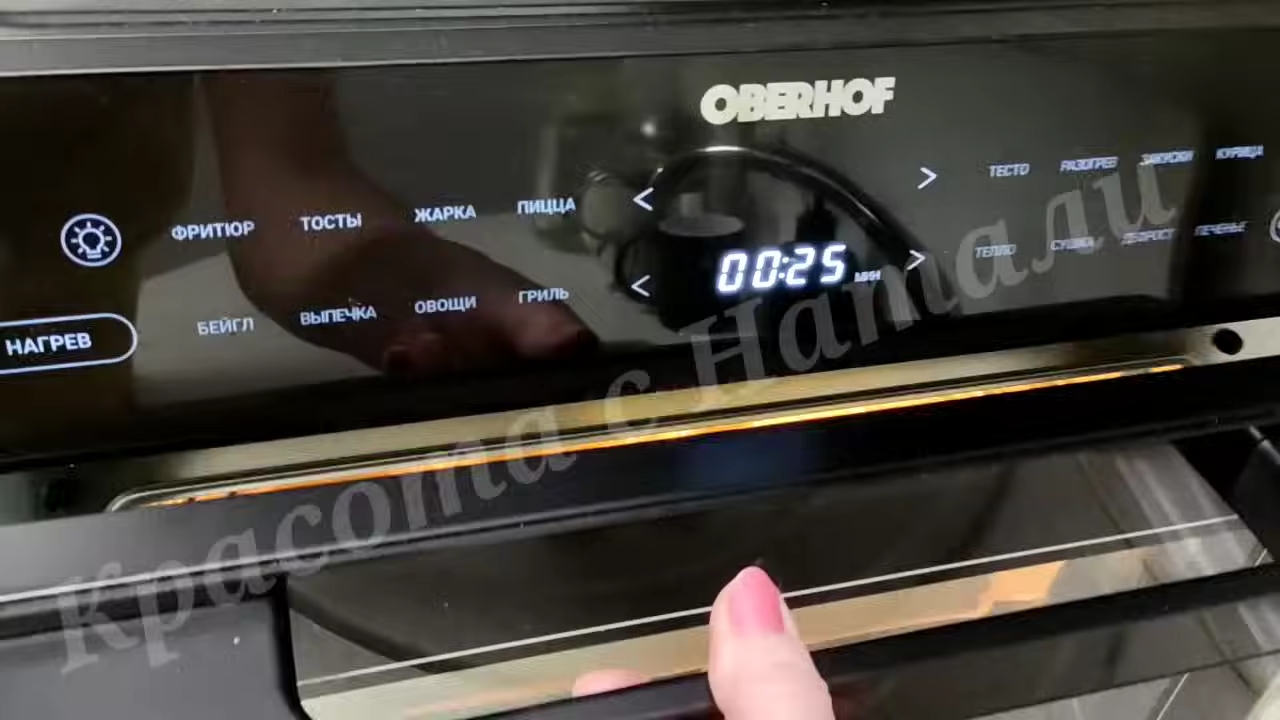 OBERHOF
ФРИТЮР ТОСТЫ ЖАРКА ПИЦЦА < > ТЕСТО РАЗОГРЕВ ЗАКУСКИ КУРИЦА
НАГРЕВ БЕЙГЛ ВЫПЕЧКА ОВОЩИ ГРИЛЬ < 00:25 МИН > ТЕПЛО СУШКА ДЕФРОСТ ПЕЧЕНЬЕ
Красота с Натали